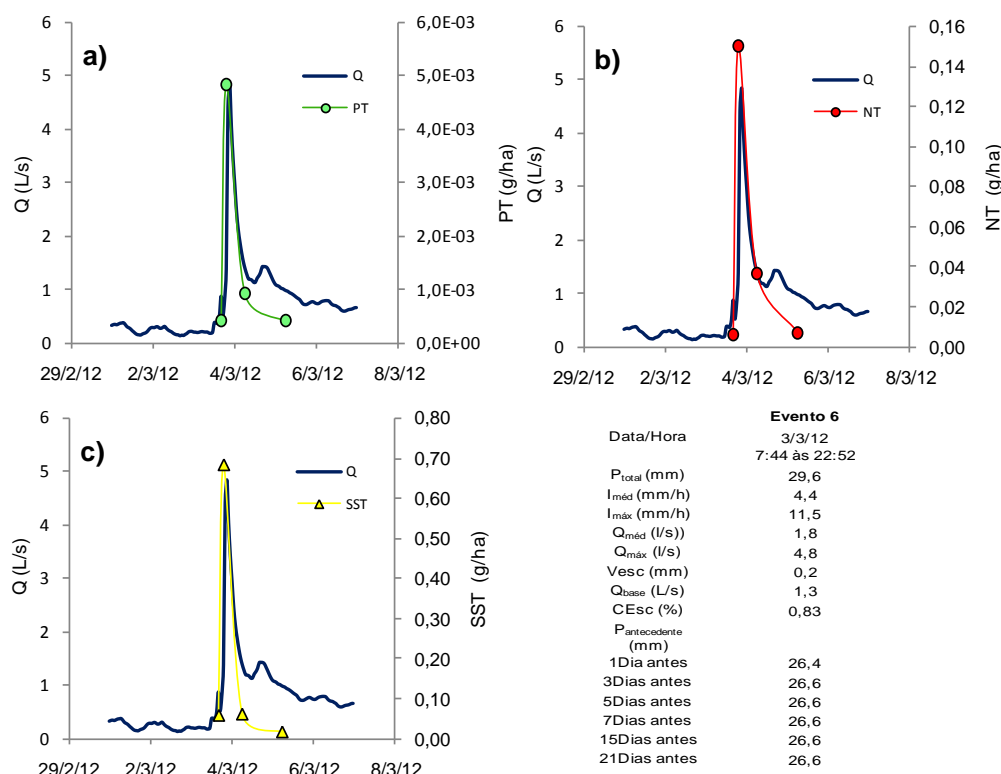 a)
Q (L/s)
6
5
4
3
2
1
0
6,0E-03
5,0E-03
4,0E-03
3,0E-03
2,0E-03
1,0E-03
0,0E+00
PT (g/ha)
Q
PT
29/2/12 2/3/12 4/3/12 6/3/12 8/3/12
b)
Q (L/s)
6
5
4
3
2
1
0
0,16
0,14
0,12
0,10
0,08
0,06
0,04
0,02
0,00
NT (g/ha)
Q
NT
29/2/12 2/3/12 4/3/12 6/3/12 8/3/12
c)
Q (L/s)
6
5
4
3
2
1
0
0,80
0,70
0,60
0,50
0,40
0,30
0,20
0,10
0,00
SST (g/ha)
Q
SST
29/2/12 2/3/12 4/3/12 6/3/12 8/3/12
Evento 6
Data/Hora 3/3/12
7:44 às 22:52
Ptotal (mm) 29,6
Iméd (mm/h) 4,4
Imáx (mm/h) 11,5
Qméd (l/s)) 1,8
Qmáx (l/s) 4,8
Vesc (mm) 0,2
Qbase (L/s) 1,3
CEsc (%) 0,83
Pantecedente
(mm)
1Dia antes 26,4
3Dias antes 26,6
5Dias antes 26,6
7Dias antes 26,6
15Dias antes 26,6
21Dias antes 26,6